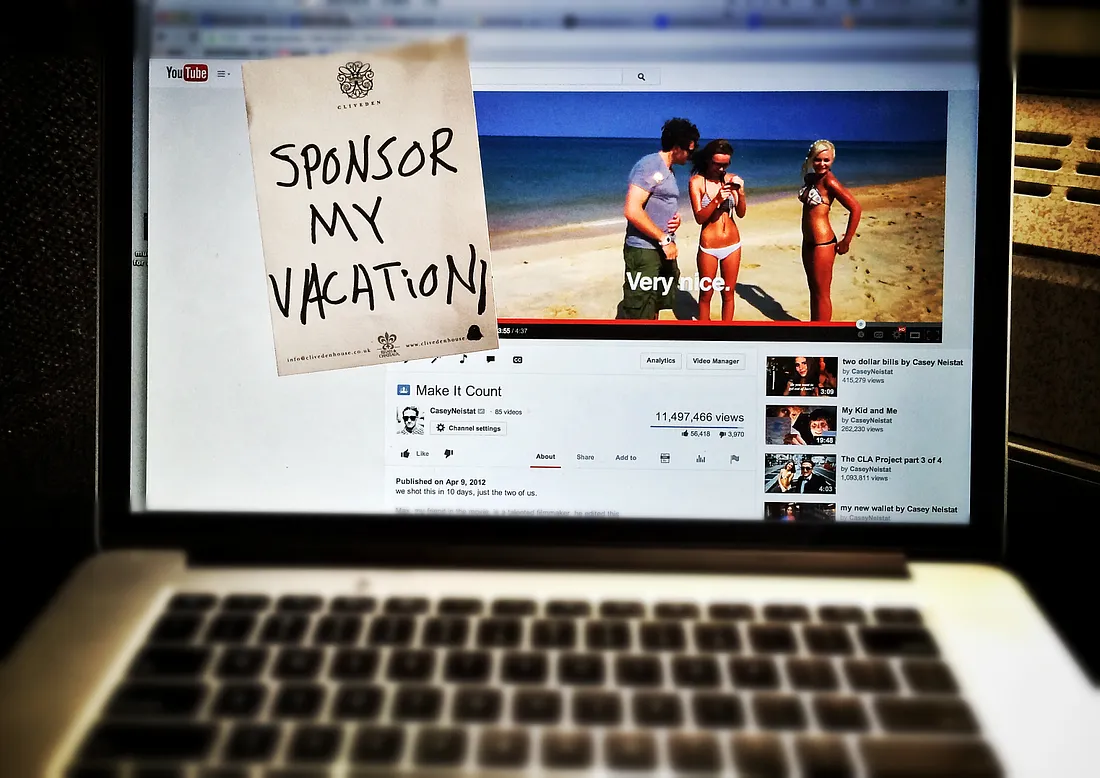 YouTube
CLIVEDEN
SPONSOR
MY
VACATION!
info@clivedenhouse.co.uk
RELAIS & CHATEAUX
Very nice.
3:55 / 4:37
HD
CC
Analytics
Video Manager
Make It Count
CaseyNeistat · 85 videos
Channel settings
11,497,466 views
56,418 3,970
Like
About Share Add to
Published on Apr 9, 2012
we shot this in 10 days, just the two of us.
two dollar bills by Casey Neistat
by CaseyNeistat
415,279 views
3:09
My Kid and Me
by CaseyNeistat
262,230 views
19:48
The CLA Project part 3 of 4
by CaseyNeistat
1,093,811 views
4:03
my new wallet by Casey Neistat
by CaseyNeistat